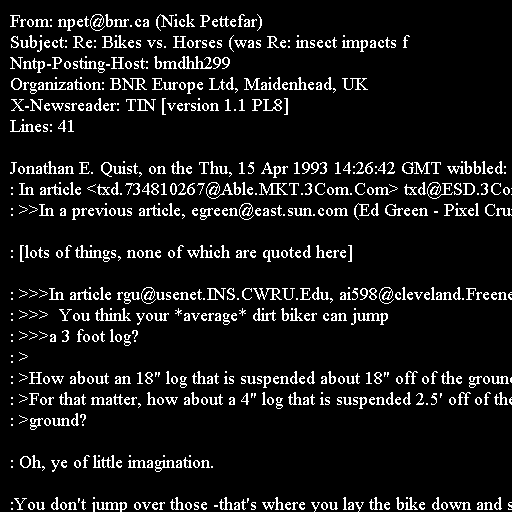 From: npet@bnr.ca (Nick Pettefar)
Subject: Re: Bikes vs. Horses (was Re: insect impacts f
Nntp-Posting-Host: bmdhh299
Organization: BNR Europe Ltd, Maidenhead, UK
X-Newsreader: TIN [version 1.1 PL8]
Lines: 41

Jonathan E. Quist, on the Thu, 15 Apr 1993 14:26:42 GMT wibbled:
: In article <txd.734810267@Able.MKT.3Com.Com> txd@ESD.3Co
: >>In a previous article, egreen@east.sun.com (Ed Green - Pixel Cru

: [lots of things, none of which are quoted here]

: >>>In article rgu@usenet.INS.CWRU.Edu, ai598@cleveland.Freene
: >>>  You think your *average* dirt biker can jump
: >>>a 3 foot log?
: >
: >How about an 18" log that is suspended about 18" off of the groun
: >For that matter, how about a 4" log that is suspended 2.5' off of the
: >ground?

: Oh, ye of little imagination.

:You don't jump over those -that's where you lay the bike down and s